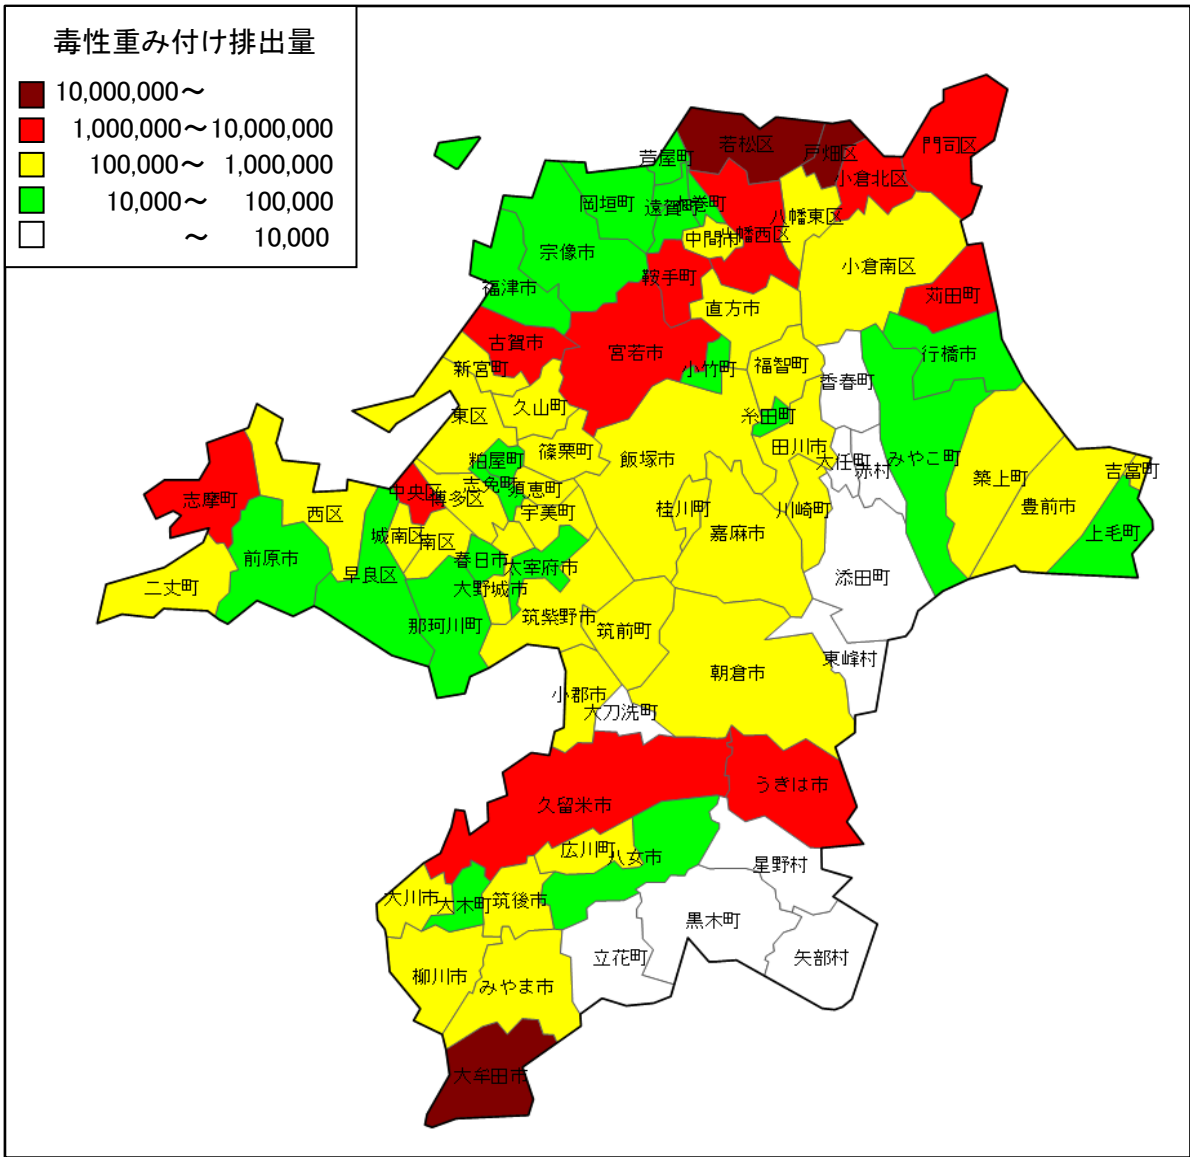 毒性重み付け排出量
10,000,000～
1,000,000～10,000,000
100,000～ 1,000,000
10,000～ 100,000
～ 10,000
門司区
若松区
戸畑区
芦屋町
小倉北区
岡垣町
遠賀町
水巻町
八幡東区
中間市
八幡西区
宗像市
小倉南区
鞍手町
福津市
苅田町
直方市
古賀市
宮若市
行橋市
新宮町
小竹町
福智町
香春町
久山町
東区
糸田町
田川市
篠栗町
粕屋町
飯塚市
大任町
赤村
みやこ町
吉富町
築上町
志免町
須恵町
中央区
博多区
志摩町
豊前市
桂川町
川崎町
宇美町
西区
嘉麻市
上毛町
城南区
南区
前原市
春日市
太宰府市
早良区
添田町
二丈町
大野城市
筑紫野市
那珂川町
筑前町
東峰村
朝倉市
小郡市
大刀洗町
うきは市
久留米市
広川町
八女市
星野村
大川市
大木町
筑後市
黒木町
立花町
矢部村
柳川市
みやま市
大牟田市